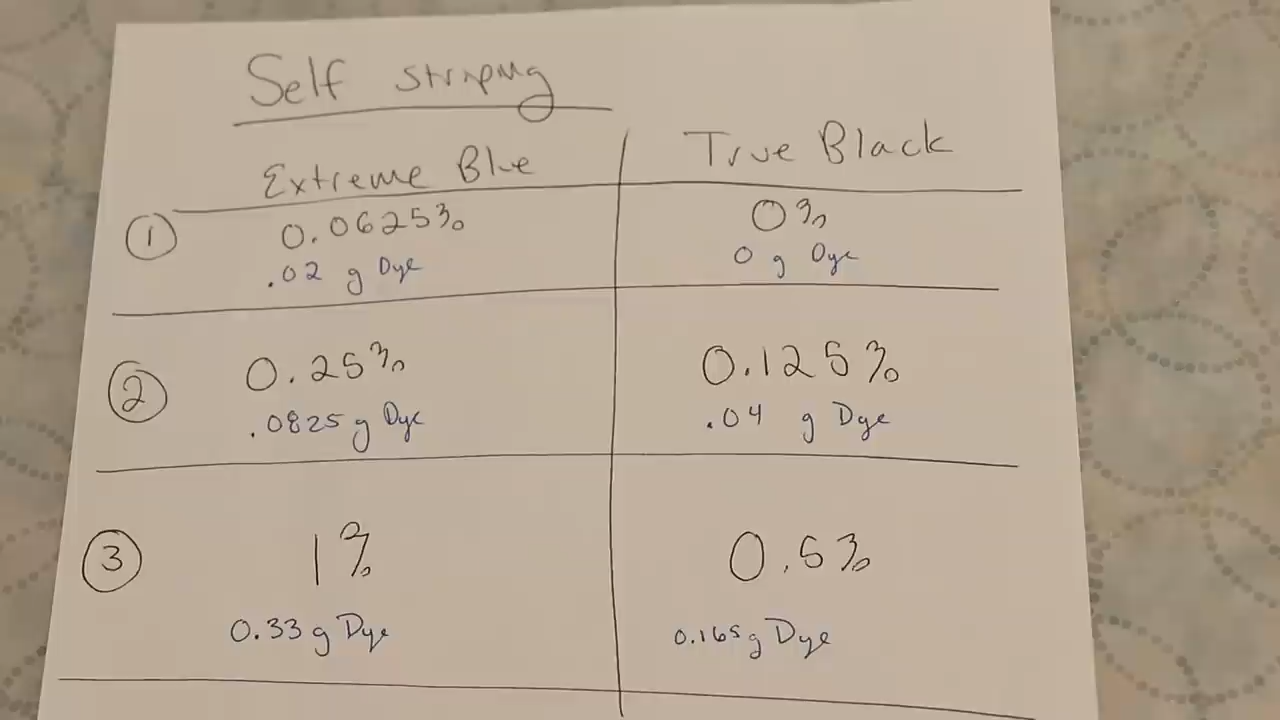 Self striping
Extreme Blue
True Black
1
0.0625%
0%
.02 g Dye
0 g Dye
2
0.25%
0.125%
.0825 g Dye
.04 g Dye
3
1%
0.5%
0.33 g Dye
0.165 g Dye